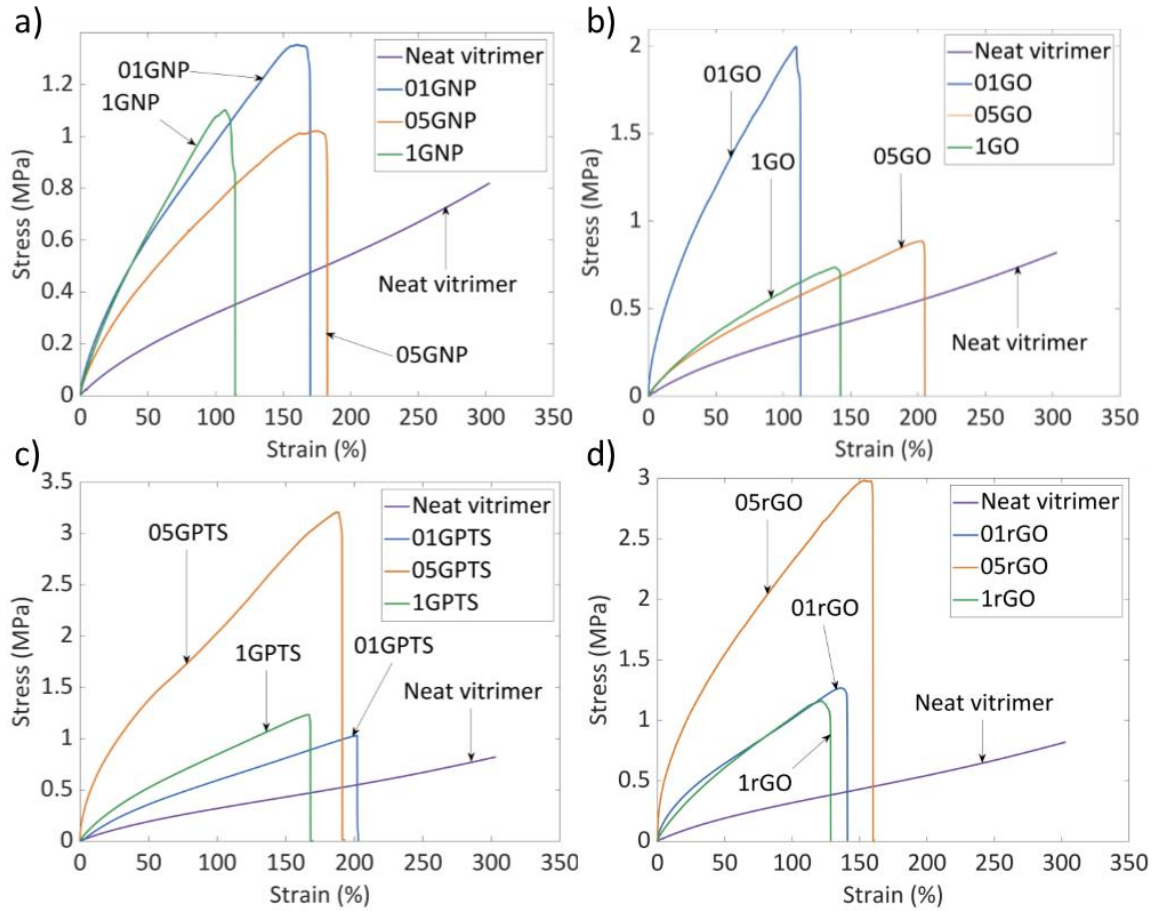 a)
01GNP
1GNP
Neat vitrimer
01GNP
05GNP
1GNP
Neat vitrimer
05GNP
Stress (MPa)
0
0.2
0.4
0.6
0.8
1
1.2
0 50 100 150 200 250 300 350
Strain (%)
b)
01GO
1GO
05GO
Neat vitrimer
01GO
05GO
1GO
Neat vitrimer
Stress (MPa)
0
0.5
1
1.5
2
0 50 100 150 200 250 300 350
Strain (%)
c)
05GPTS
1GPTS
01GPTS
Neat vitrimer
Neat vitrimer
01GPTS
05GPTS
1GPTS
Stress (MPa)
0
0.5
1
1.5
2
2.5
3
3.5
0 50 100 150 200 250 300 350
Strain (%)
d)
05rGO
01rGO
1rGO
Neat vitrimer
Neat vitrimer
01rGO
05rGO
1rGO
Stress (MPa)
0
0.5
1
1.5
2
2.5
3
0 50 100 150 200 250 300 350
Strain (%)